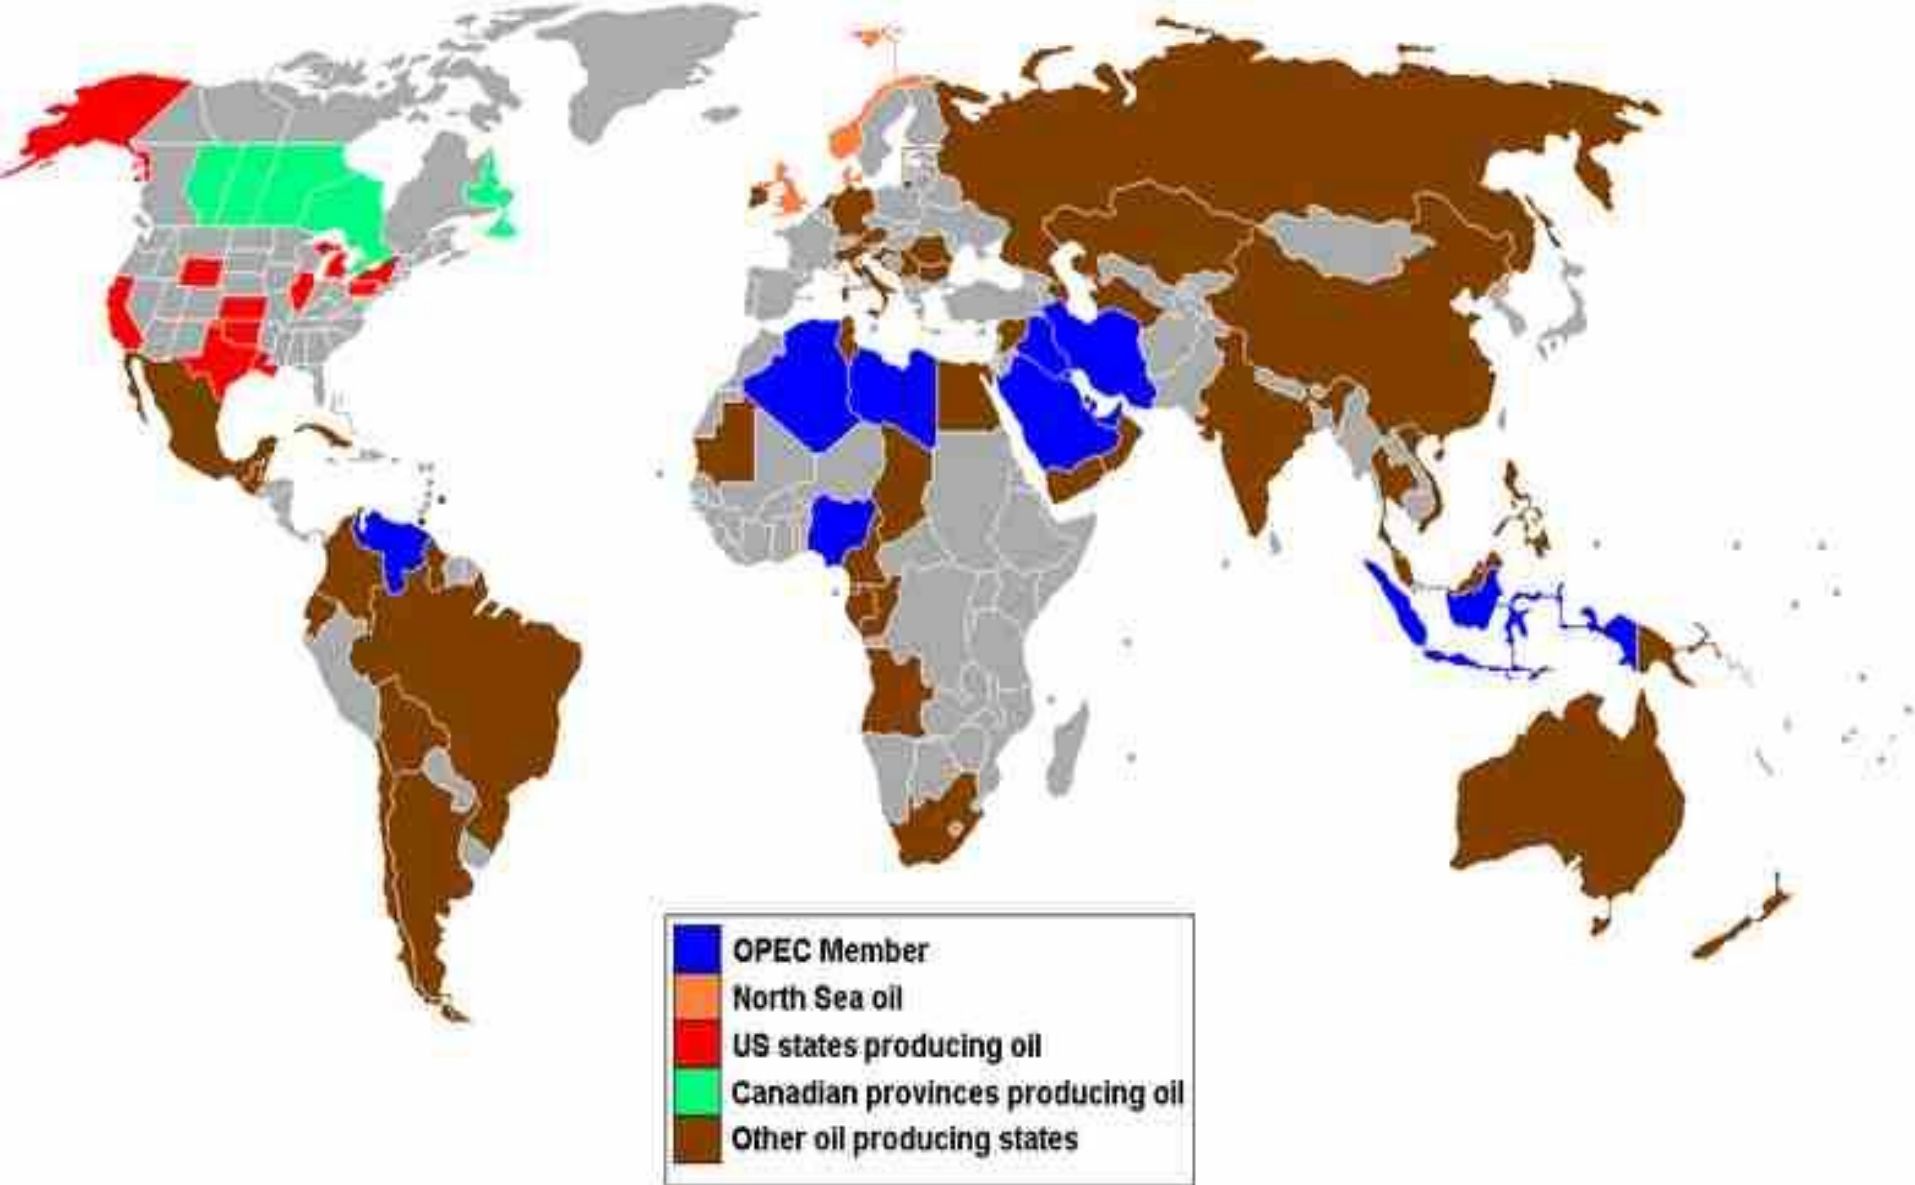 OPEC Member
North Sea oil
US states producing oil
Canadian provinces producing oil
Other oil producing states